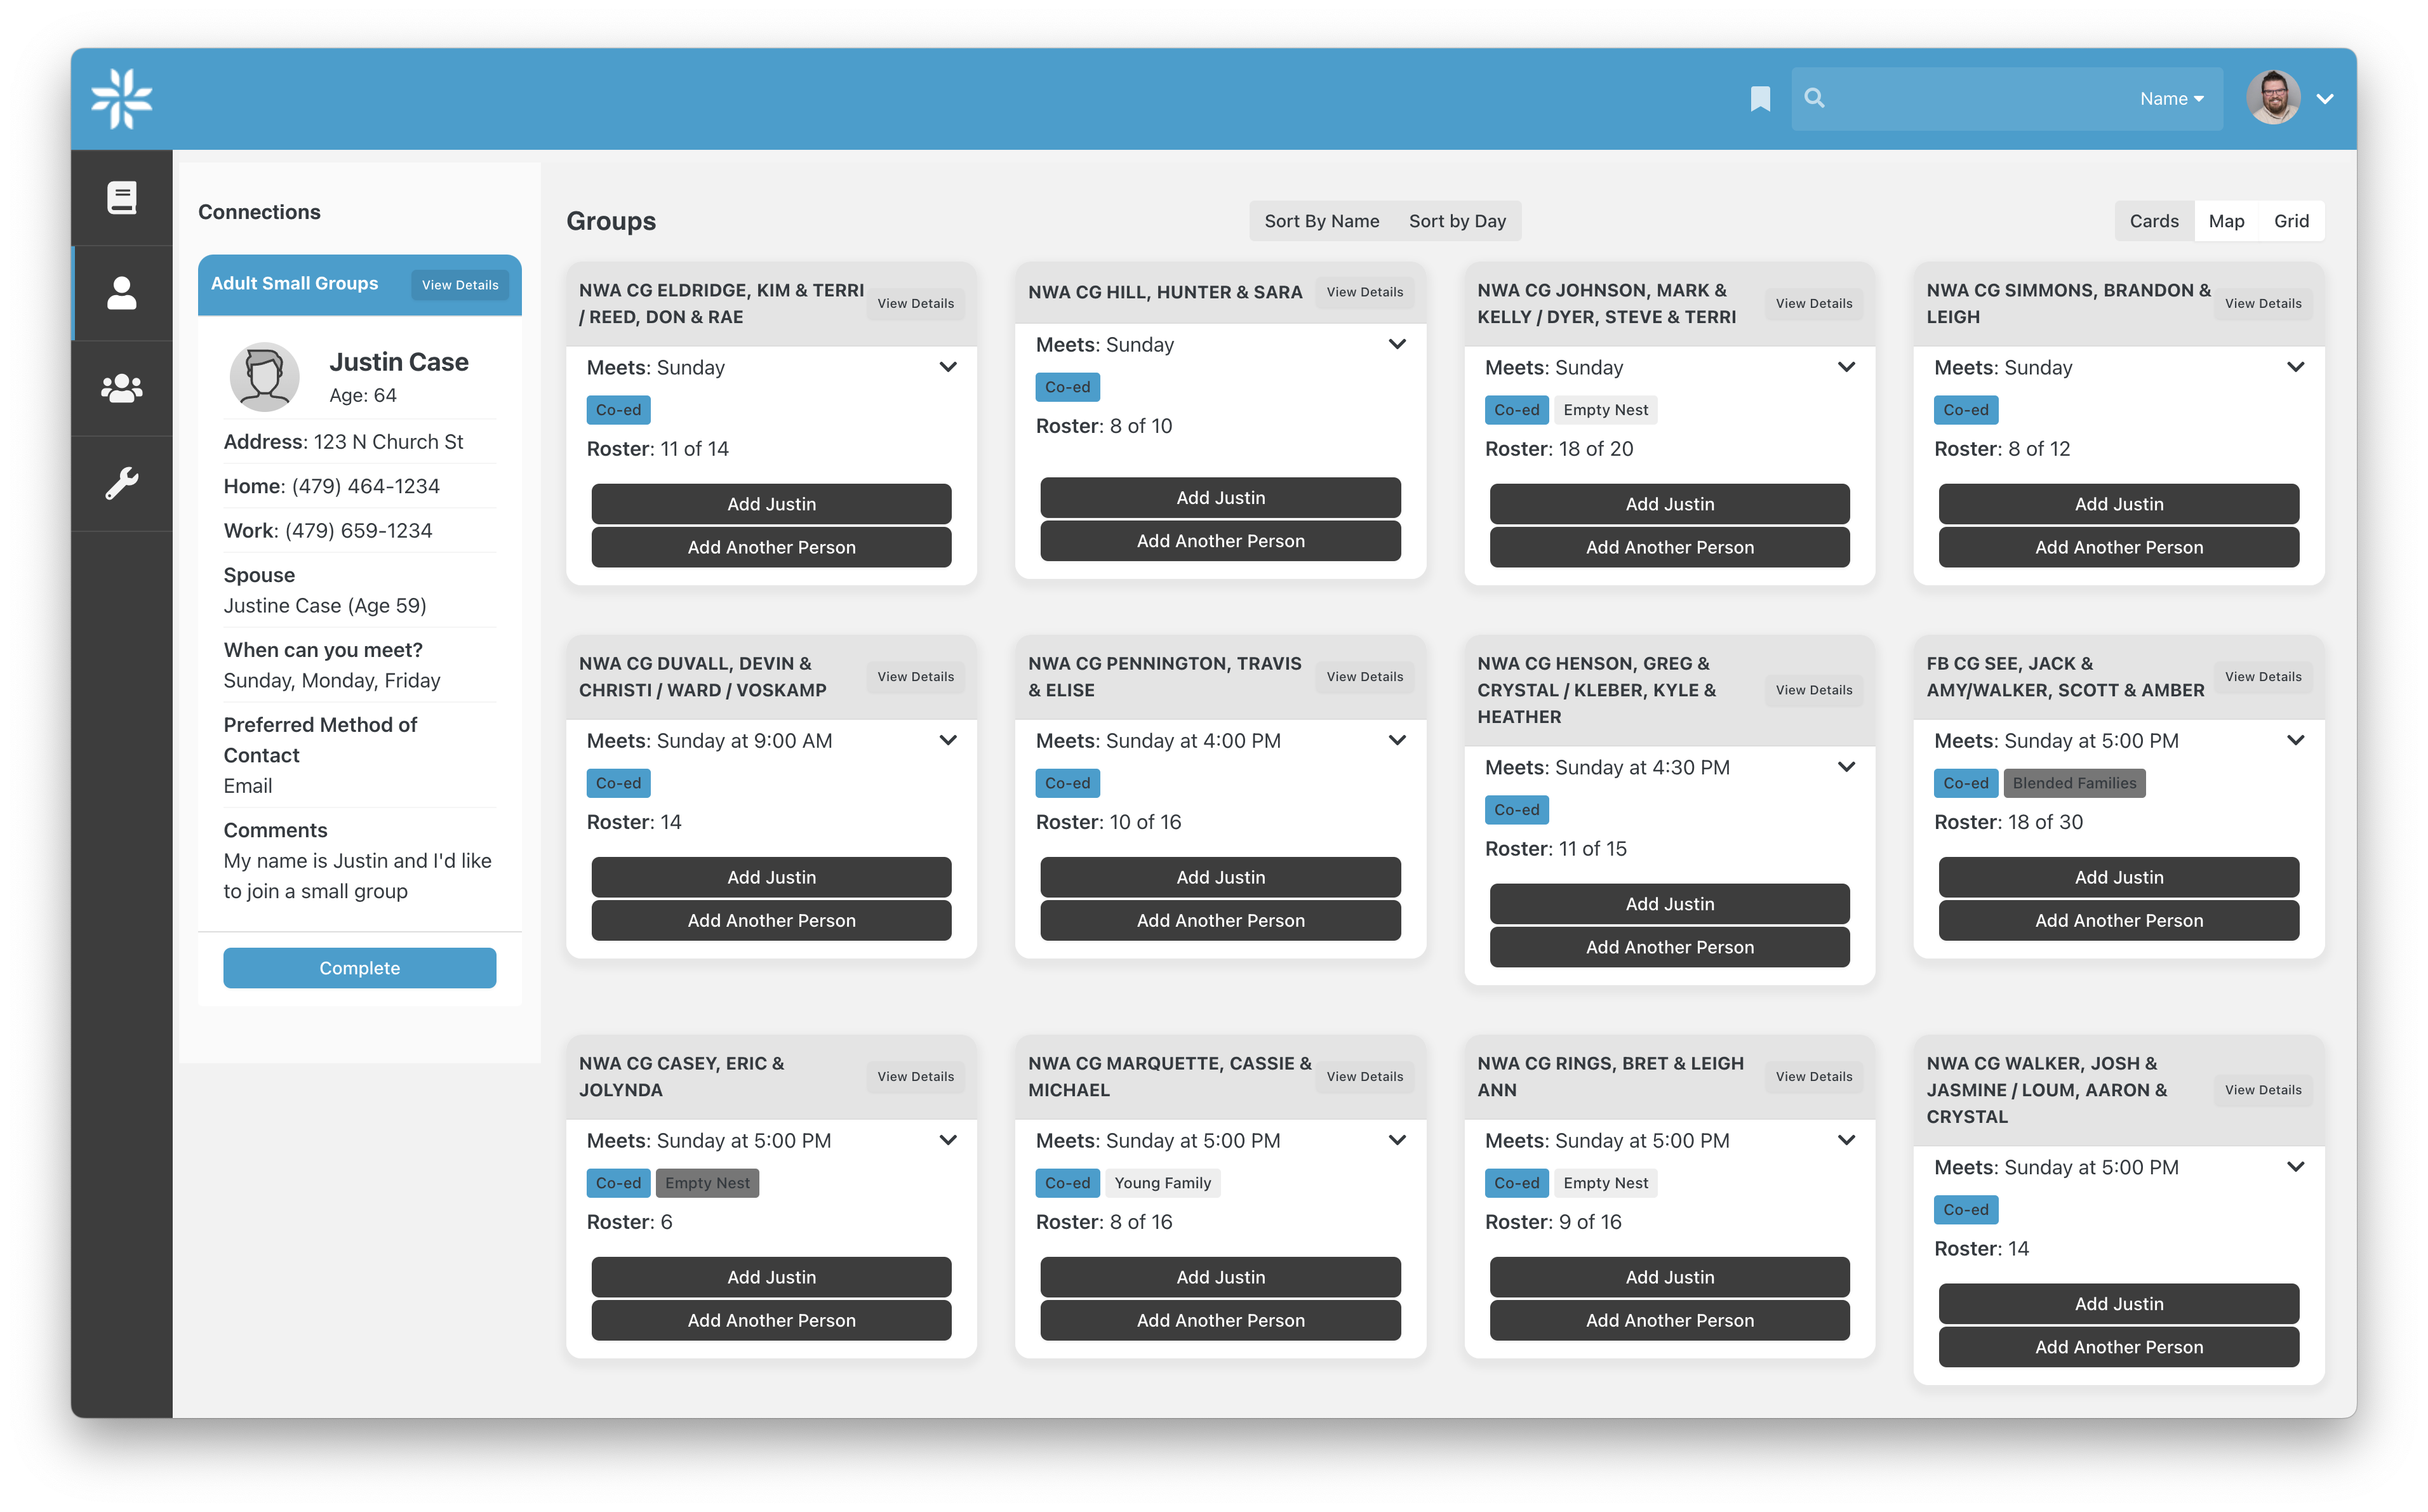 Name
Connections
Adult Small Groups
View Details
Justin Case
Age: 64
Address: 123 N Church St
Home: (479) 464-1234
Work: (479) 659-1234
Spouse
Justine Case (Age 59)
When can you meet?
Sunday, Monday, Friday
Preferred Method of
Contact
Email
Comments
My name is Justin and I'd like
to join a small group
Complete
Groups
Sort By Name
Sort by Day
Cards
Map
Grid
NWA CG ELDRIDGE, KIM & TERRI
/ REED, DON & RAE
View Details
Meets: Sunday
Co-ed
Roster: 11 of 14
Add Justin
Add Another Person
NWA CG HILL, HUNTER & SARA
View Details
Meets: Sunday
Co-ed
Roster: 8 of 10
Add Justin
Add Another Person
NWA CG JOHNSON, MARK &
KELLY / DYER, STEVE & TERRI
View Details
Meets: Sunday
Co-ed
Empty Nest
Roster: 18 of 20
Add Justin
Add Another Person
NWA CG SIMMONS, BRANDON &
LEIGH
View Details
Meets: Sunday
Co-ed
Roster: 8 of 12
Add Justin
Add Another Person
NWA CG DUVALL, DEVIN &
CHRISTI / WARD / VOSKAMP
View Details
Meets: Sunday at 9:00 AM
Co-ed
Roster: 14
Add Justin
Add Another Person
NWA CG PENNINGTON, TRAVIS
& ELISE
View Details
Meets: Sunday at 4:00 PM
Co-ed
Roster: 10 of 16
Add Justin
Add Another Person
NWA CG HENSON, GREG &
CRYSTAL / KLEBER, KYLE &
HEATHER
View Details
Meets: Sunday at 4:30 PM
Co-ed
Roster: 11 of 15
Add Justin
Add Another Person
FB CG SEE, JACK &
AMY/WALKER, SCOTT & AMBER
View Details
Meets: Sunday at 5:00 PM
Co-ed
Blended Families
Roster: 18 of 30
Add Justin
Add Another Person
NWA CG CASEY, ERIC &
JOLYNDA
View Details
Meets: Sunday at 5:00 PM
Co-ed
Empty Nest
Roster: 6
Add Justin
Add Another Person
NWA CG MARQUETTE, CASSIE &
MICHAEL
View Details
Meets: Sunday at 5:00 PM
Co-ed
Young Family
Roster: 8 of 16
Add Justin
Add Another Person
NWA CG RINGS, BRET & LEIGH
ANN
View Details
Meets: Sunday at 5:00 PM
Co-ed
Empty Nest
Roster: 9 of 16
Add Justin
Add Another Person
NWA CG WALKER, JOSH &
JASMINE / LOUM, AARON &
CRYSTAL
View Details
Meets: Sunday at 5:00 PM
Co-ed
Roster: 14
Add Justin
Add Another Person